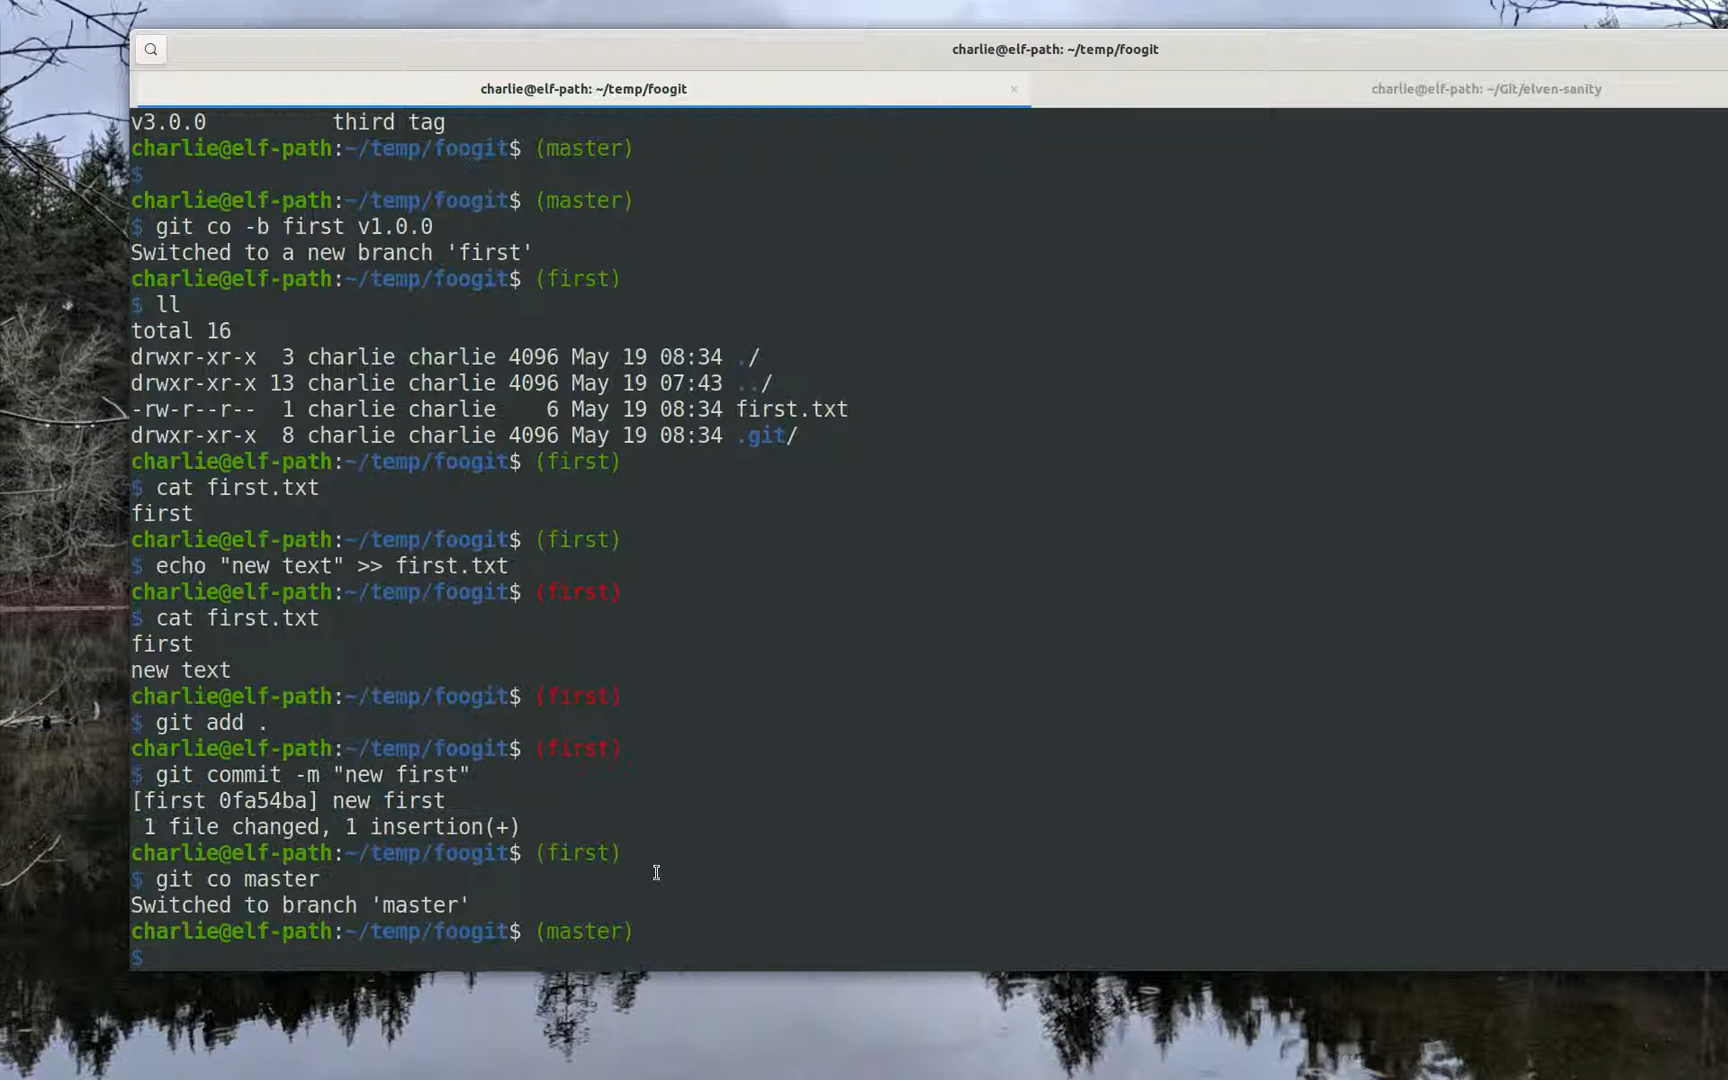 charlie@elf-path: ~/temp/foogit
charlie@elf-path: ~/temp/foogit × charlie@elf-path: ~/Git/elven-sanity
v3.0.0          third tag
charlie@elf-path:~/temp/foogit$ (master)
$
charlie@elf-path:~/temp/foogit$ (master)
$ git co -b first v1.0.0
Switched to a new branch 'first'
charlie@elf-path:~/temp/foogit$ (first)
$ ll
total 16
drwxr-xr-x  3 charlie charlie 4096 May 19 08:34 ./
drwxr-xr-x 13 charlie charlie 4096 May 19 07:43 ../
-rw-r--r--  1 charlie charlie    6 May 19 08:34 first.txt
drwxr-xr-x  8 charlie charlie 4096 May 19 08:34 .git/
charlie@elf-path:~/temp/foogit$ (first)
$ cat first.txt
first
charlie@elf-path:~/temp/foogit$ (first)
$ echo "new text" >> first.txt
charlie@elf-path:~/temp/foogit$ (first)
$ cat first.txt
first
new text
charlie@elf-path:~/temp/foogit$ (first)
$ git add .
charlie@elf-path:~/temp/foogit$ (first)
$ git commit -m "new first"
[first 0fa54ba] new first
 1 file changed, 1 insertion(+)
charlie@elf-path:~/temp/foogit$ (first)
$ git co master
Switched to branch 'master'
charlie@elf-path:~/temp/foogit$ (master)
$